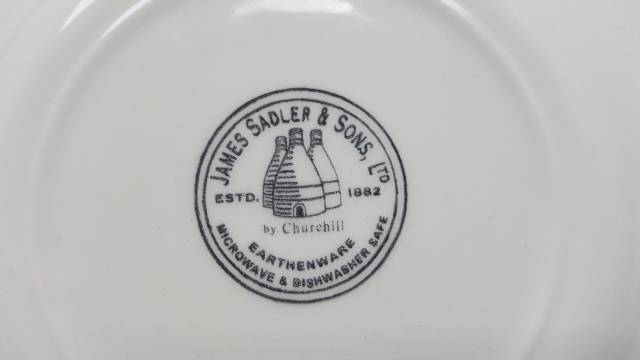 JAMES SADLER & SONS, LTD
ESTD. 1882
by Churchill
EARTHENWARE
MICROWAVE & DISHWASHER SAFE